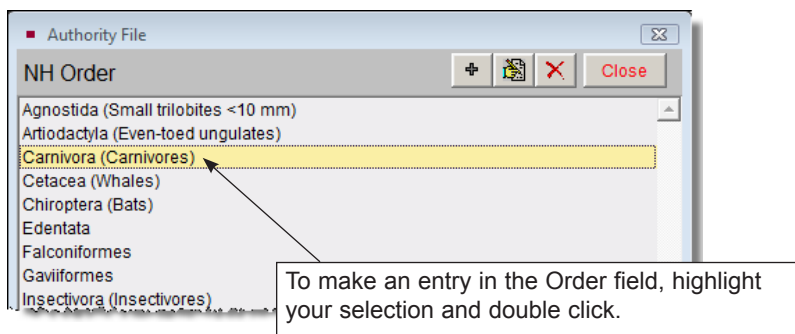 Authority File
NH Order
Close
Agnostida (Small trilobites <10 mm)
Artiodactyla (Even-toed ungulates)
Carnivora (Carnivores)
Cetacea (Whales)
Chiroptera (Bats)
Edentata
Falconiformes
Gaviiformes
Insectivora (Insectivores)
To make an entry in the Order field, highlight
your selection and double click.